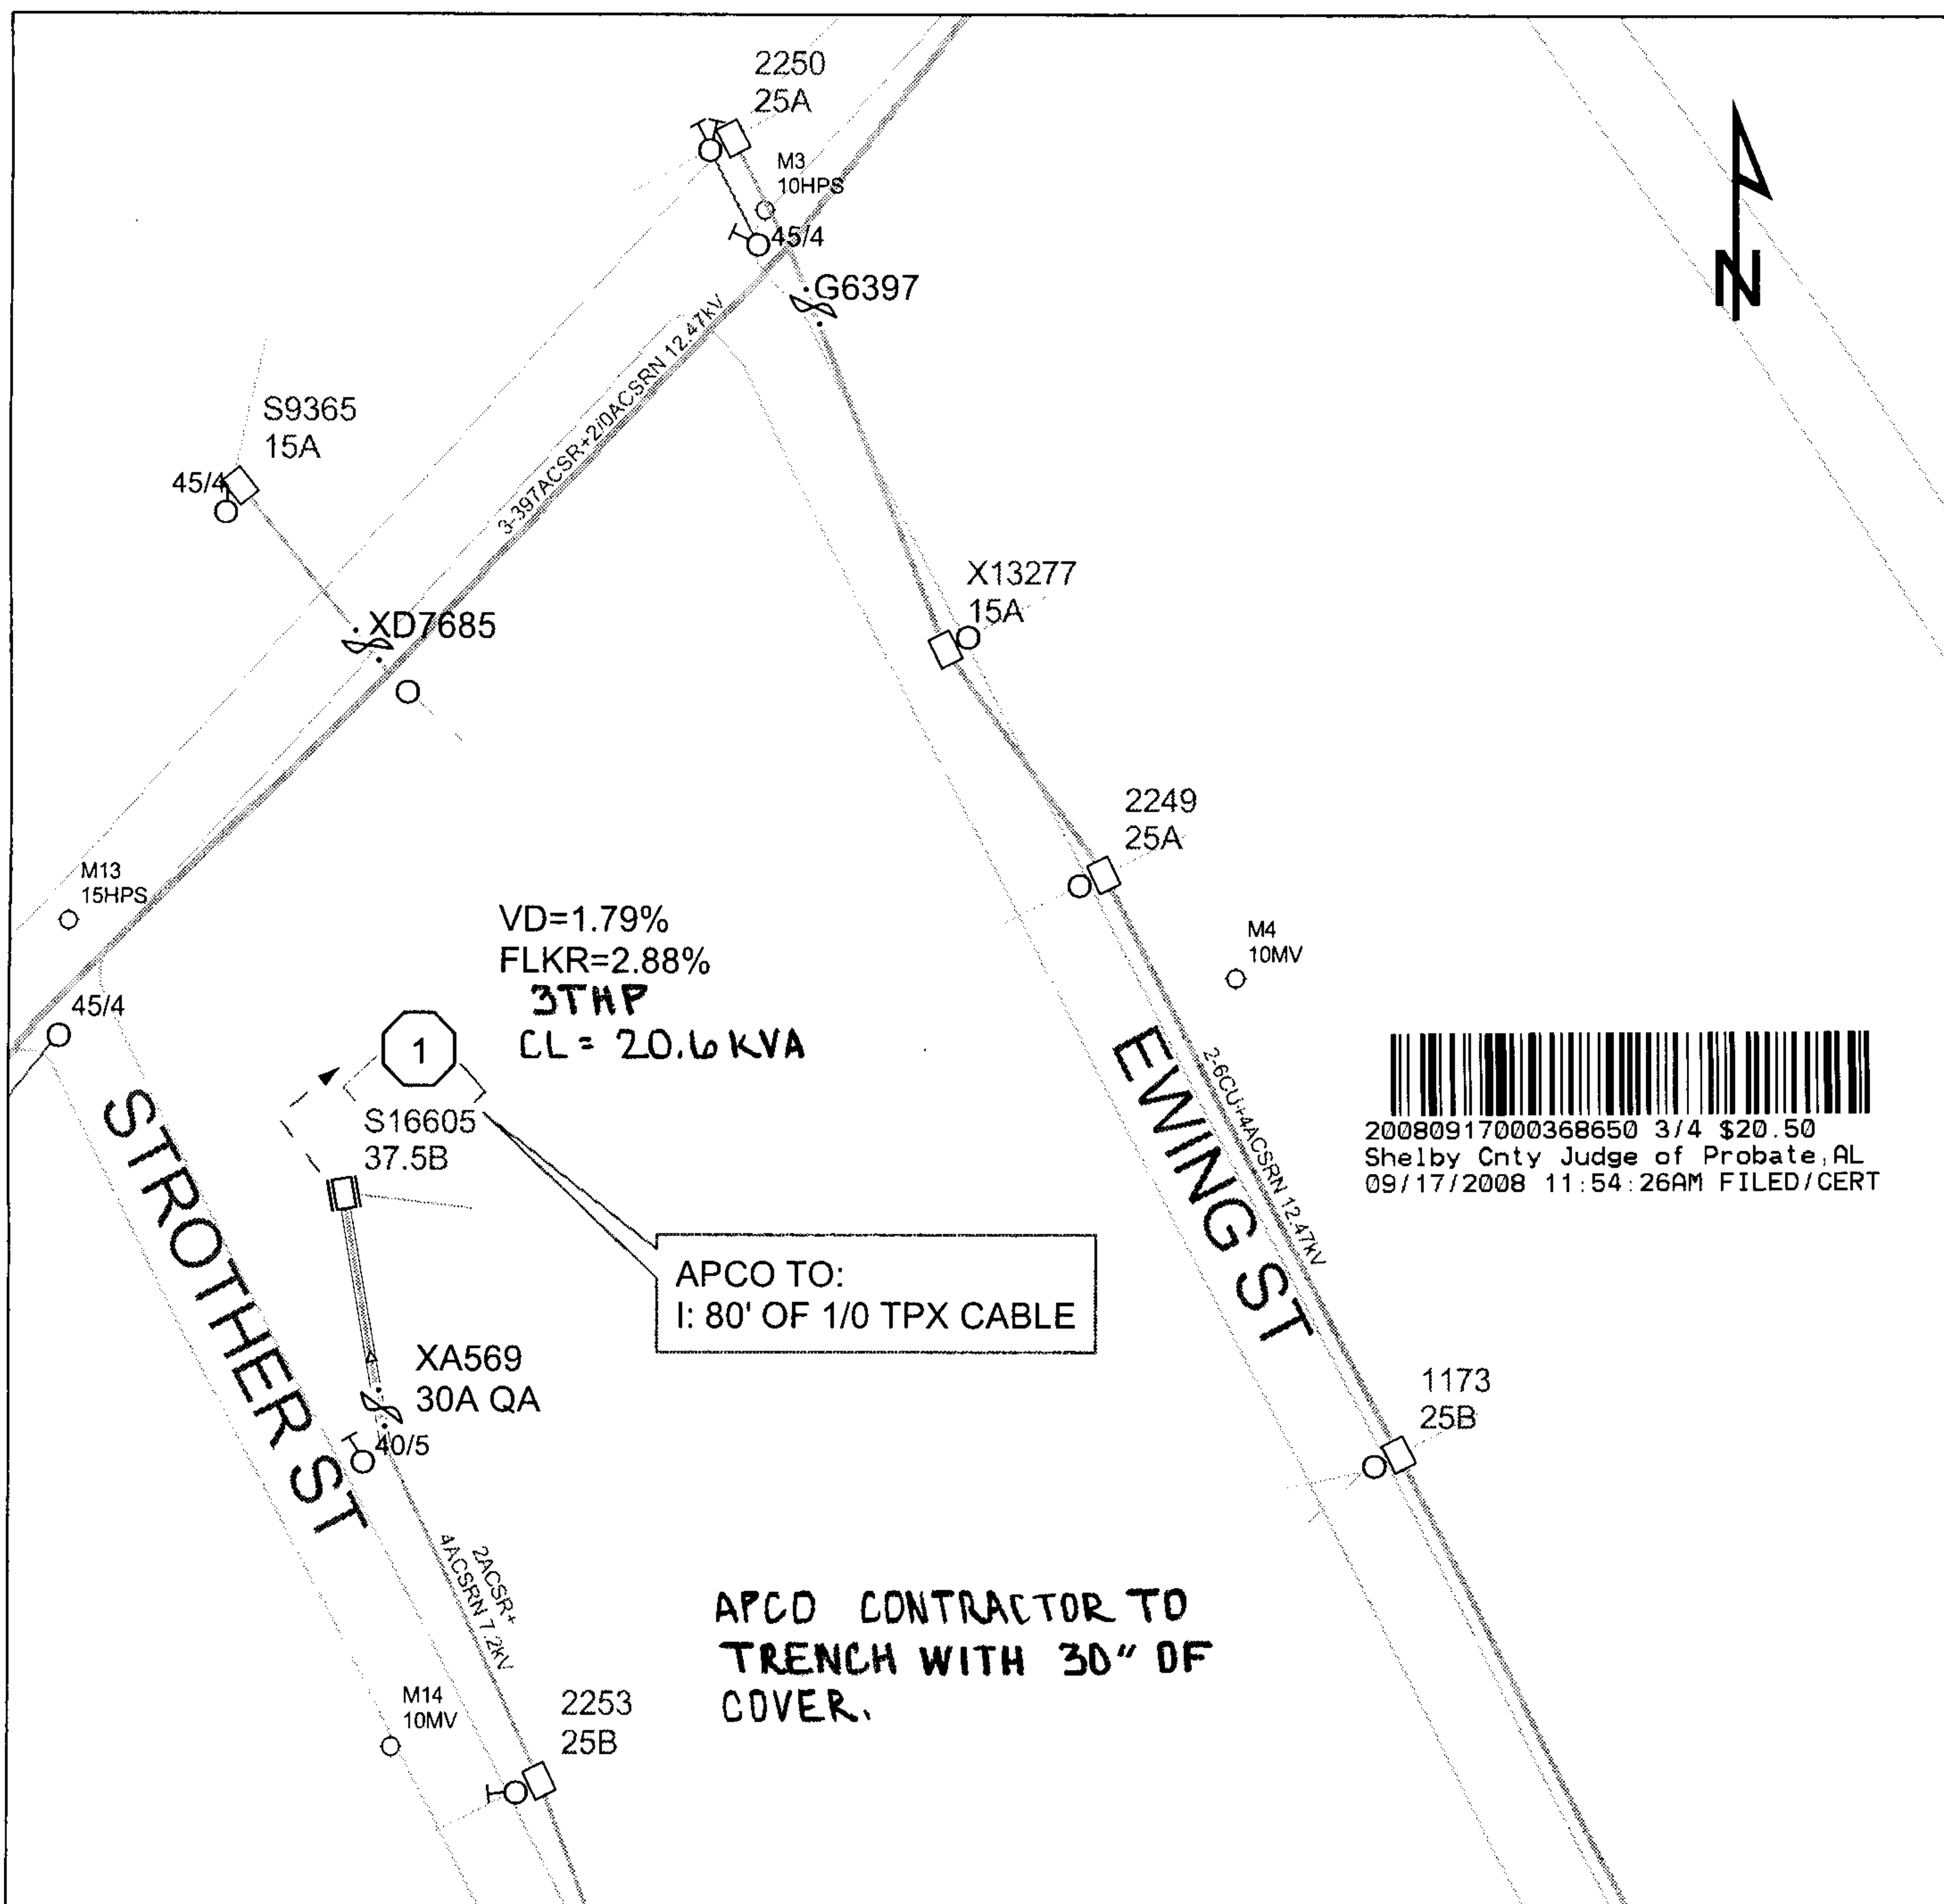 2250
25A
M3
10HPS
45/4
G6397
N
3-397ACSR+2/0ACSRN 12.47kV
S9365
15A
45/4
XD7685
X13277
15A
2249
25A
M13
15HPS
VD=1.79%
FLKR=2.88%
3THP
CL = 20.6 KVA
M4
10MV
45/4
1
S16605
37.5B
STROTHER ST
EWING ST
2-6CU+4ACSRN 12.47kV
20080917000368650 3/4 $20.50
Shelby Cnty Judge of Probate,AL
09/17/2008 11:54:26AM FILED/CERT
APCO TO:
I: 80' OF 1/0 TPX CABLE
XA569
30A QA
40/5
1173
25B
2ACSR+
4ACSRN 7.2kV
APCO CONTRACTOR TO
TRENCH WITH 30" OF
COVER.
M14
10MV
2253
25B